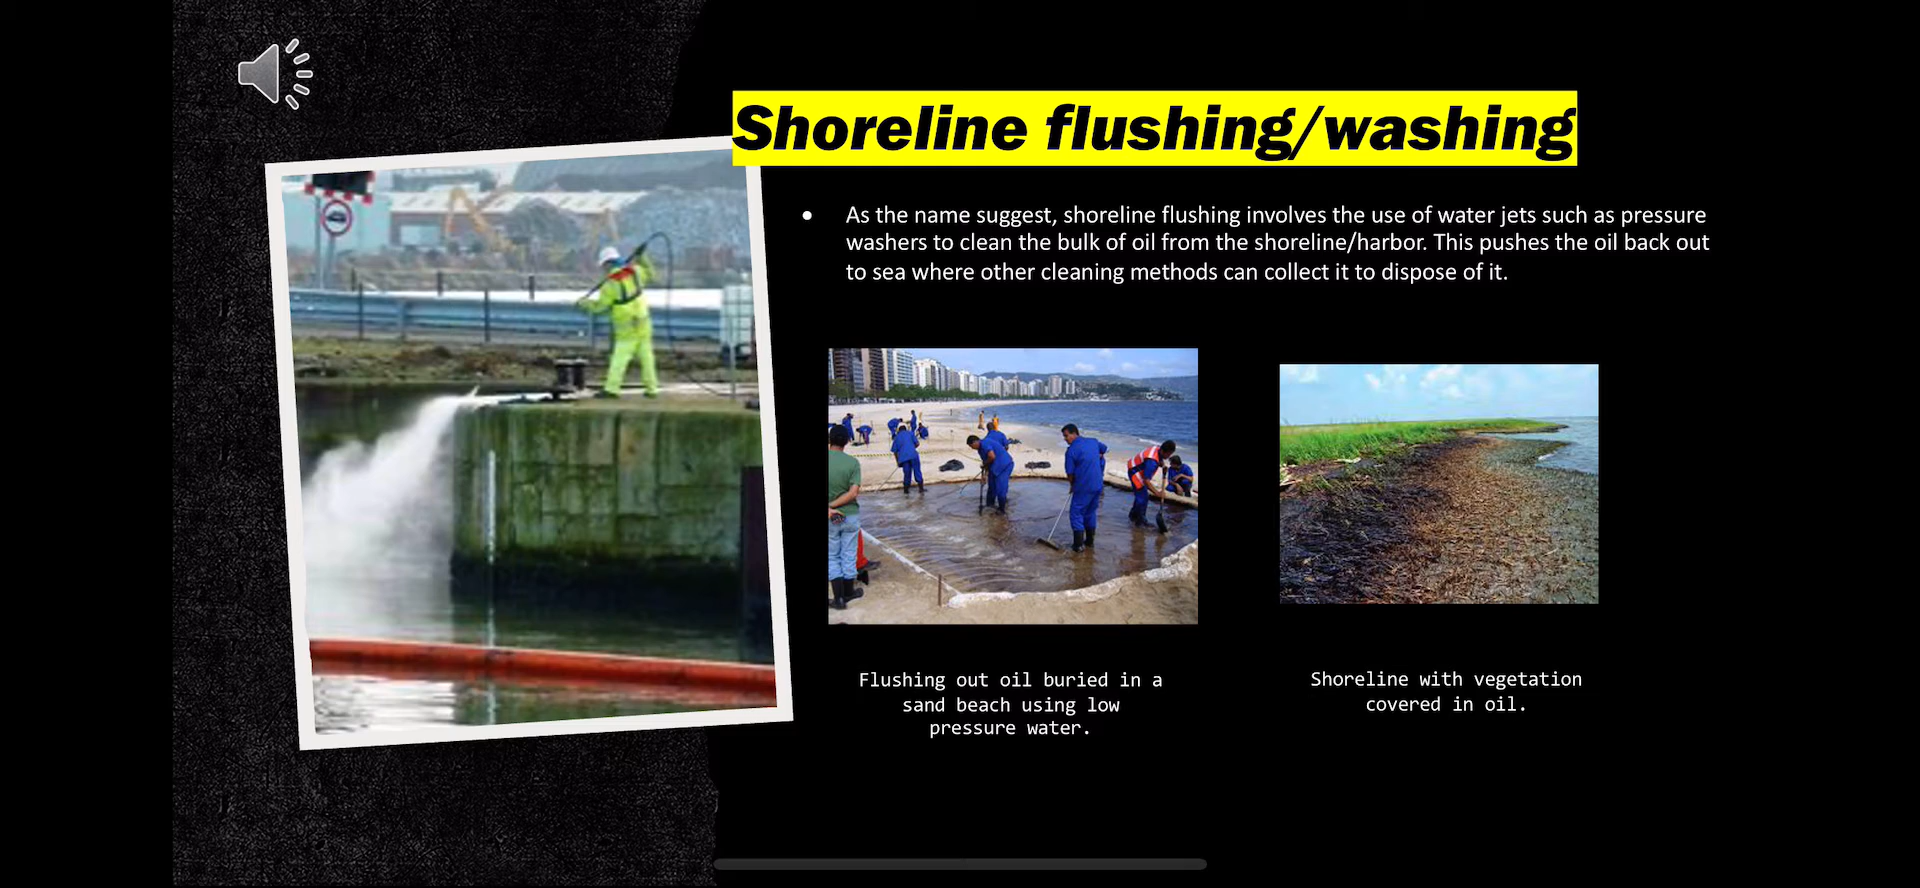 Shoreline flushing/washing
• As the name suggest, shoreline flushing involves the use of water jets such as pressure
washers to clean the bulk of oil from the shoreline/harbor. This pushes the oil back out
to sea where other cleaning methods can collect it to dispose of it.
Flushing out oil buried in a
sand beach using low
pressure water.
Shoreline with vegetation
covered in oil.